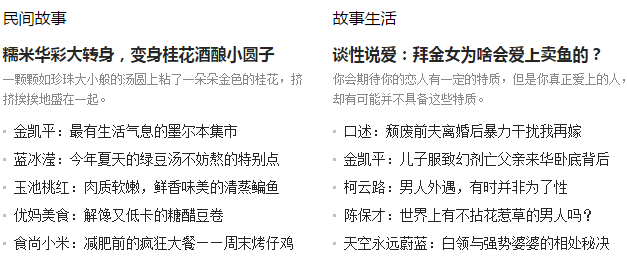 民间故事
糯米华彩大转身，变身桂花酒酿小圆子
一颗颗如珍珠大小般的汤圆上粘了一朵朵金色的桂花，挤
挤挨挨地盛在一起。
金凯平：最有生活气息的墨尔本集市
蓝冰滢：今年夏天的绿豆汤不妨熬的特别点
玉池桃红：肉质软嫩，鲜香味美的清蒸鳊鱼
优妈美食：解馋又低卡的糖醋豆卷
食尚小米：减肥前的疯狂大餐－－周末烤仔鸡
故事生活
谈性说爱：拜金女为啥会爱上卖鱼的？
你会期待你的恋人有一定的特质，但是你真正爱上的人，
却有可能并不具备这些特质。
口述：颓废前夫离婚后暴力干扰我再嫁
金凯平：儿子服致幻剂亡父亲来华卧底背后
柯云路：男人外遇，有时并非为了性
陈保才：世界上有不拈花惹草的男人吗？
天空永远蔚蓝：白领与强势婆婆的相处秘决